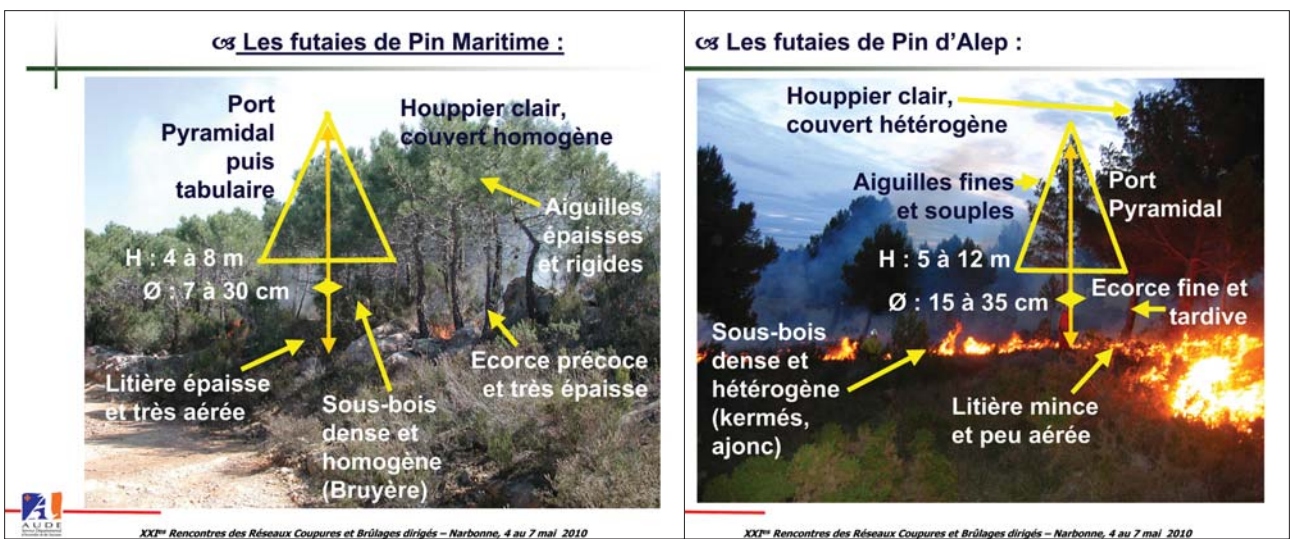 Les futaies de Pin Maritime :
Port
Pyramidal
puis
tabulaire
Houppier clair,
couvert homogène
Aiguilles
épaisses
et rigides
H : 4 à 8 m
Ø : 7 à 30 cm
Ecorce précoce
et très épaisse
Litière épaisse
et très aérée
Sous-bois
dense et
homogène
(Bruyère)
AUDE
XXIes Rencontres des Réseaux Coupures et Brûlages dirigés – Narbonne, 4 au 7 mai 2010
Les futaies de Pin d'Alep :
Houppier clair,
couvert hétérogène
Aiguilles fines
et souples
Port
Pyramidal
H : 5 à 12 m
Ø : 15 à 35 cm
Ecorce fine et
tardive
Sous-bois
dense et
hétérogène
(kermés,
ajonc)
Litière mince
et peu aérée
XXIes Rencontres des Réseaux Coupures et Brûlages dirigés – Narbonne, 4 au 7 mai 2010